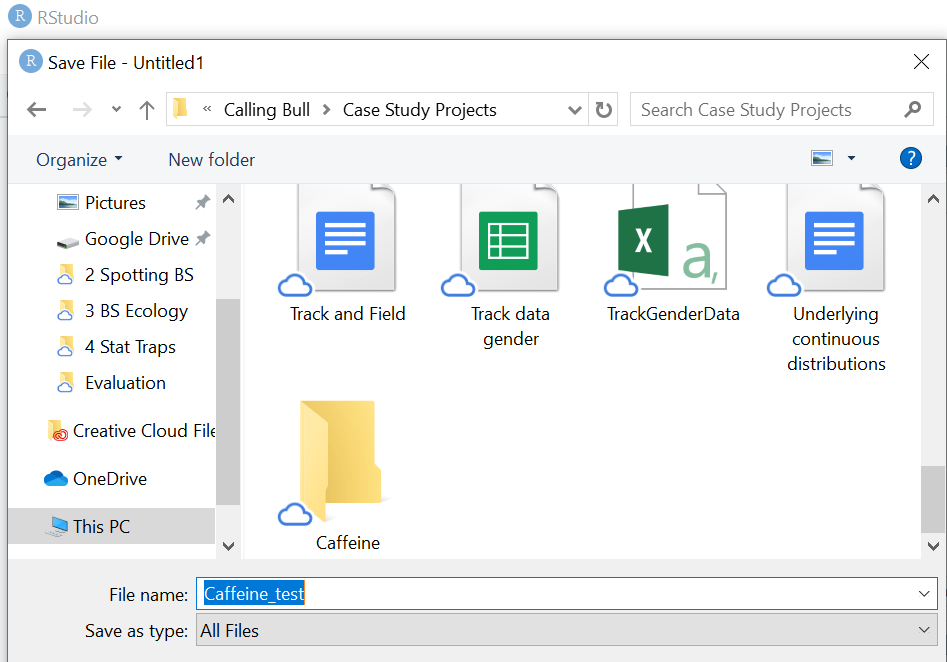 R RStudio
R Save File - Untitled1
« Calling Bull > Case Study Projects
Search Case Study Projects
Organize
New folder
?
Pictures
Google Drive
2 Spotting BS
3 BS Ecology
4 Stat Traps
Evaluation
Creative Cloud File
OneDrive
This PC
Track and Field
Track data
gender
X
a,
TrackGenderData
Underlying
continuous
distributions
Caffeine
File name: Caffeine_test
Save as type: All Files